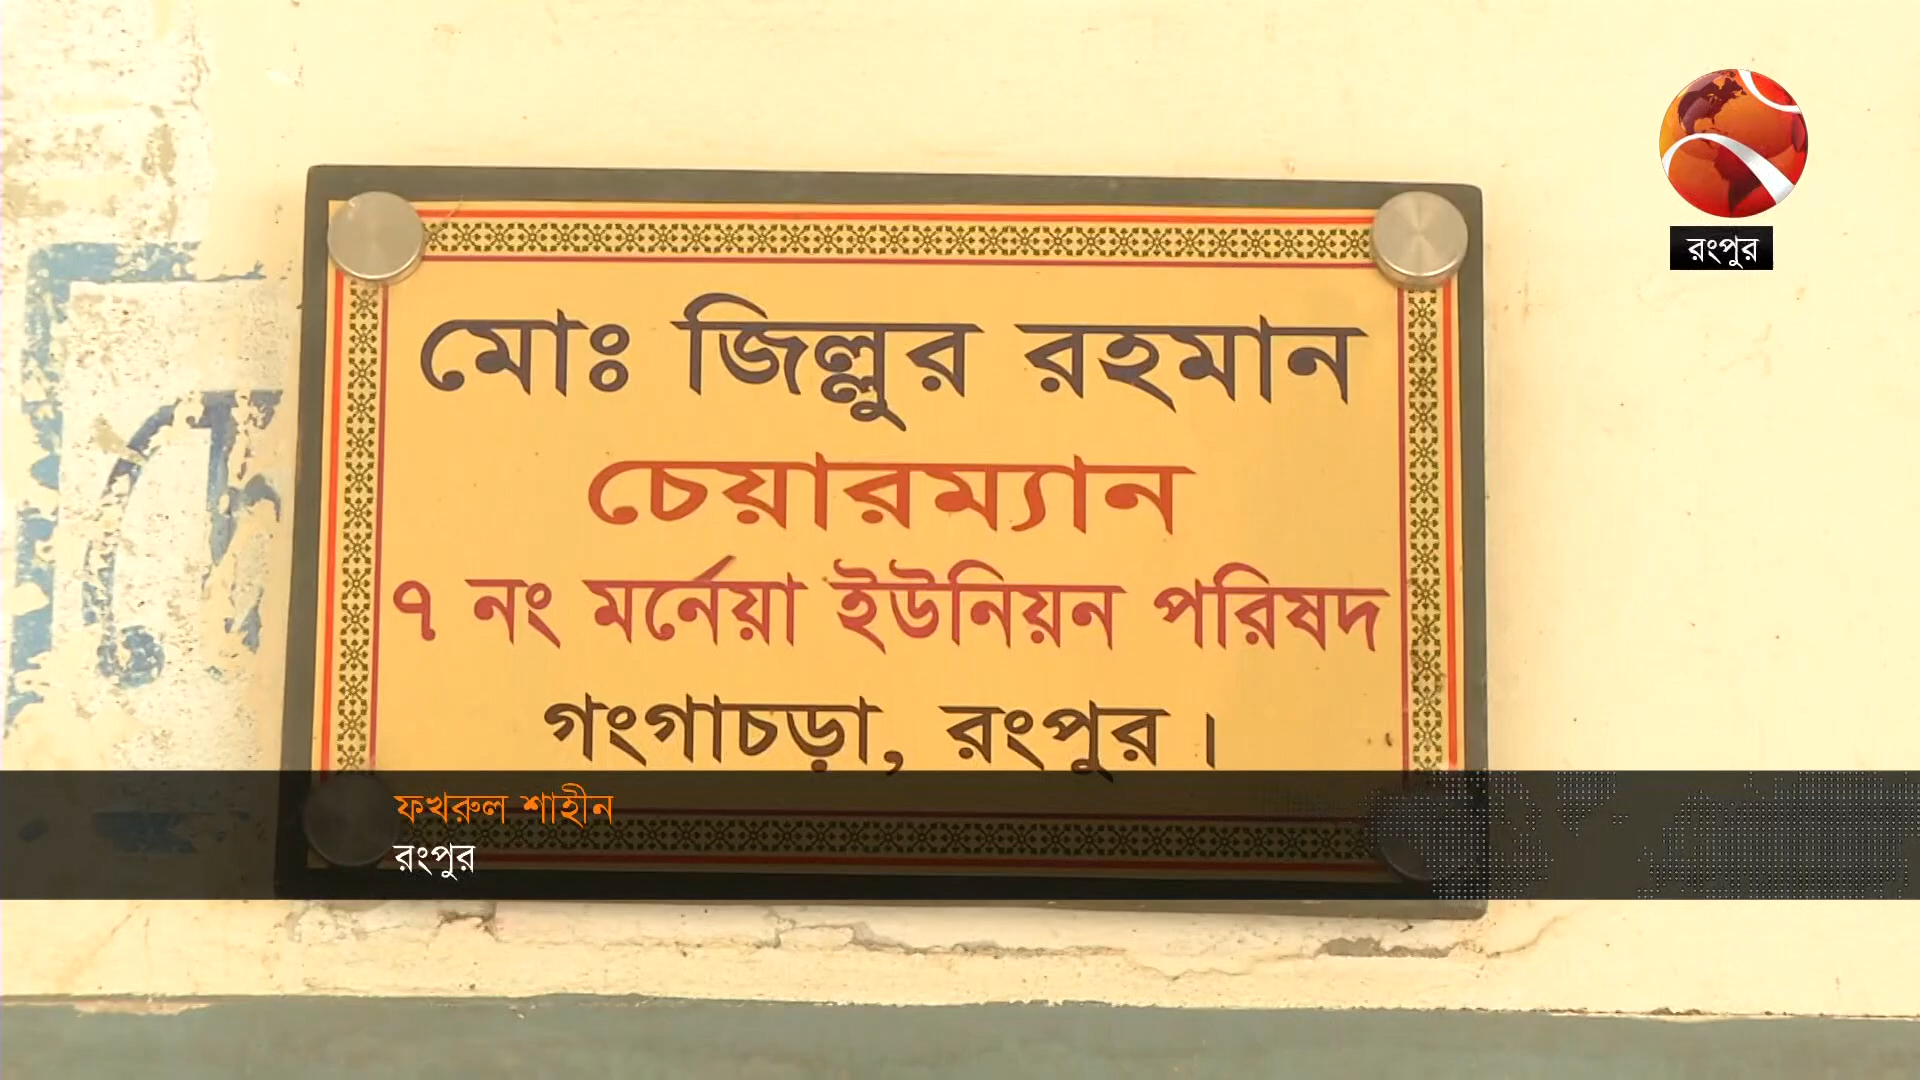 মোঃ জিল্লুর রহমান
চেয়ারম্যান
৭ নং মর্নেয়া ইউনিয়ন পরিষদ
গংগাচড়া, রংপুর।
রংপুর
ফখরুল শাহীন
রংপুর